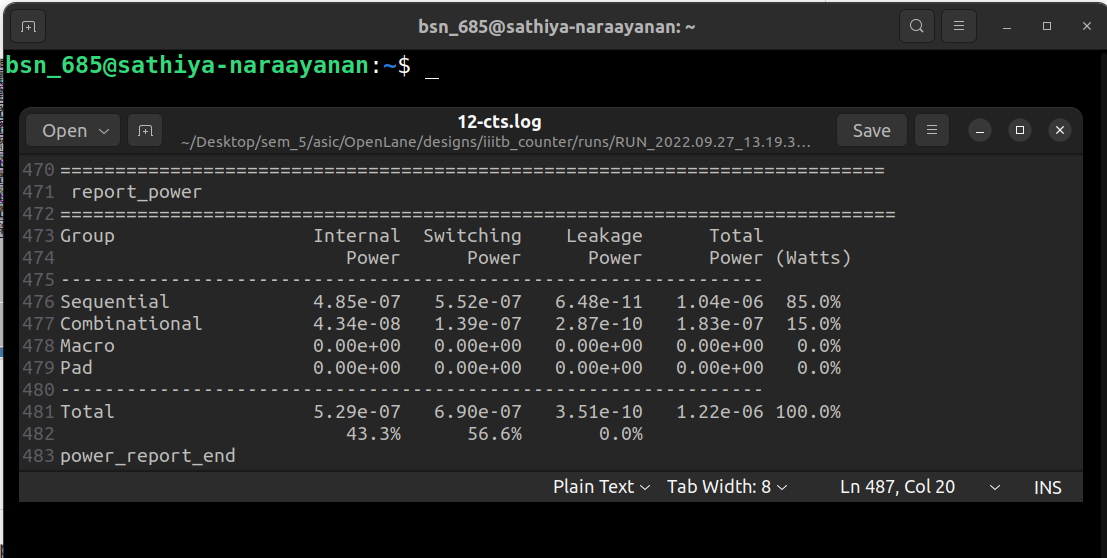 bsn_685@sathiya-naraayanan: ~
bsn_685@sathiya-naraayanan:~$ _
Open
12-cts.log
~/Desktop/sem_5/asic/OpenLane/designs/iiitb_counter/runs/RUN_2022.09.27_13.19.3…
Save
470 ===========================================================================
471  report_power
472 ============================================================================
473 Group                  Internal  Switching    Leakage      Total
474                           Power      Power      Power      Power (Watts)
475 ----------------------------------------------------------------
476 Sequential             4.85e-07   5.52e-07   6.48e-11   1.04e-06  85.0%
477 Combinational          4.34e-08   1.39e-07   2.87e-10   1.83e-07  15.0%
478 Macro                  0.00e+00   0.00e+00   0.00e+00   0.00e+00   0.0%
479 Pad                    0.00e+00   0.00e+00   0.00e+00   0.00e+00   0.0%
480 ----------------------------------------------------------------
481 Total                  5.29e-07   6.90e-07   3.51e-10   1.22e-06 100.0%
482                           43.3%      56.6%       0.0%
483 power_report_end
Plain Text Tab Width: 8 Ln 487, Col 20 INS